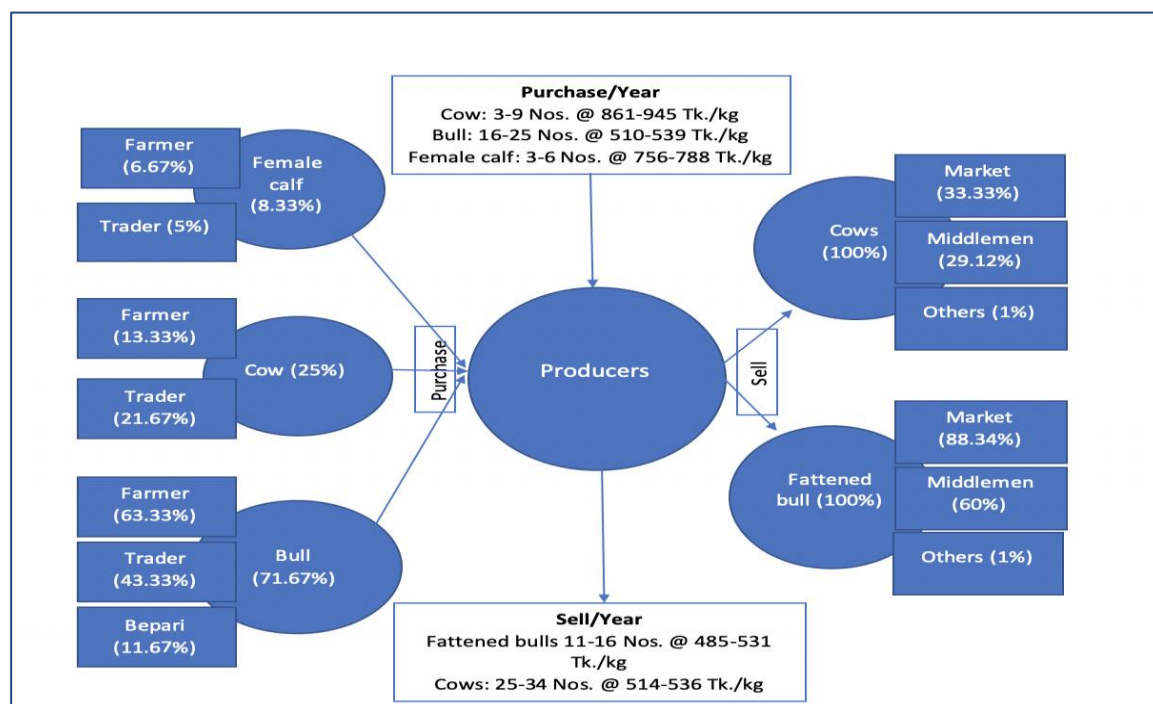 Purchase/Year
Cow: 3-9 Nos. @ 861-945 Tk./kg
Bull: 16-25 Nos. @ 510-539 Tk./kg
Female calf: 3-6 Nos. @ 756-788 Tk./kg
Farmer
(6.67%)
Trader (5%)
Female
calf
(8.33%)
Farmer
(13.33%)
Trader
(21.67%)
Cow (25%)
Farmer
(63.33%)
Trader
(43.33%)
Bepari
(11.67%)
Bull
(71.67%)
Purchase
Producers
Sell
Cows
(100%)
Market
(33.33%)
Middlemen
(29.12%)
Others (1%)
Fattened
bull (100%)
Market
(88.34%)
Middlemen
(60%)
Others (1%)
Sell/Year
Fattened bulls 11-16 Nos. @ 485-531
Tk./kg
Cows: 25-34 Nos. @ 514-536 Tk./kg